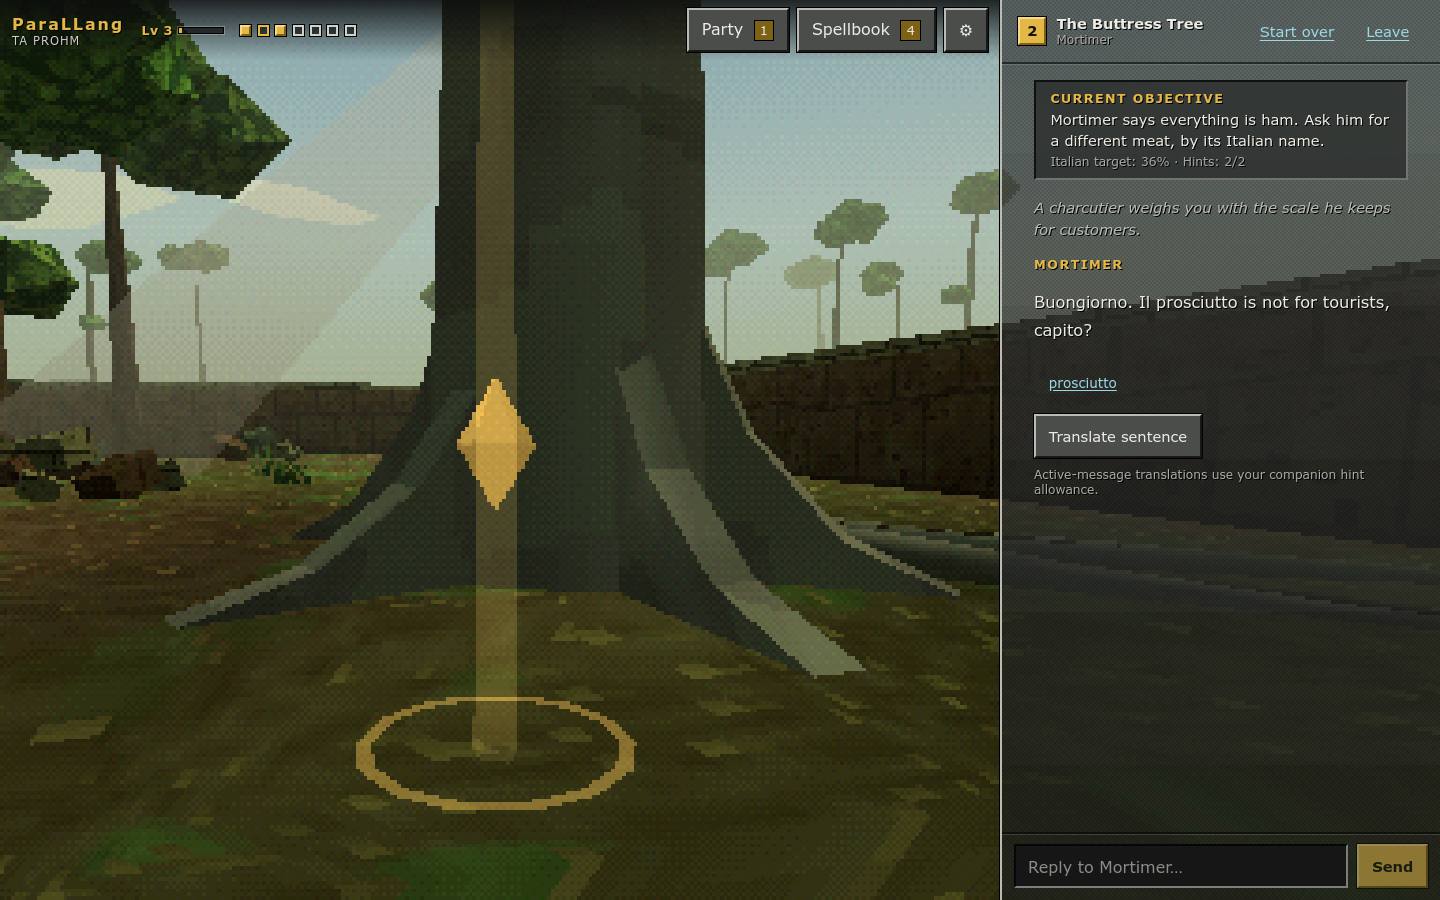 ParaLLang
TA PROHM
Lv 3
Party 1
Spellbook 4
⚙
2
The Buttress Tree
Mortimer
Start over
Leave
CURRENT OBJECTIVE
Mortimer says everything is ham. Ask him for
a different meat, by its Italian name.
Italian target: 36% · Hints: 2/2
A charcutier weighs you with the scale he keeps
for customers.
MORTIMER
Buongiorno. Il prosciutto is not for tourists,
capito?
prosciutto
Translate sentence
Active-message translations use your companion hint
allowance.
Reply to Mortimer...
Send